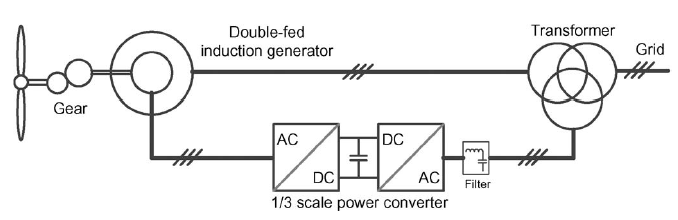 Double-fed
induction generator
Transformer
Grid
Gear
AC
DC
DC
AC
Filter
1/3 scale power converter